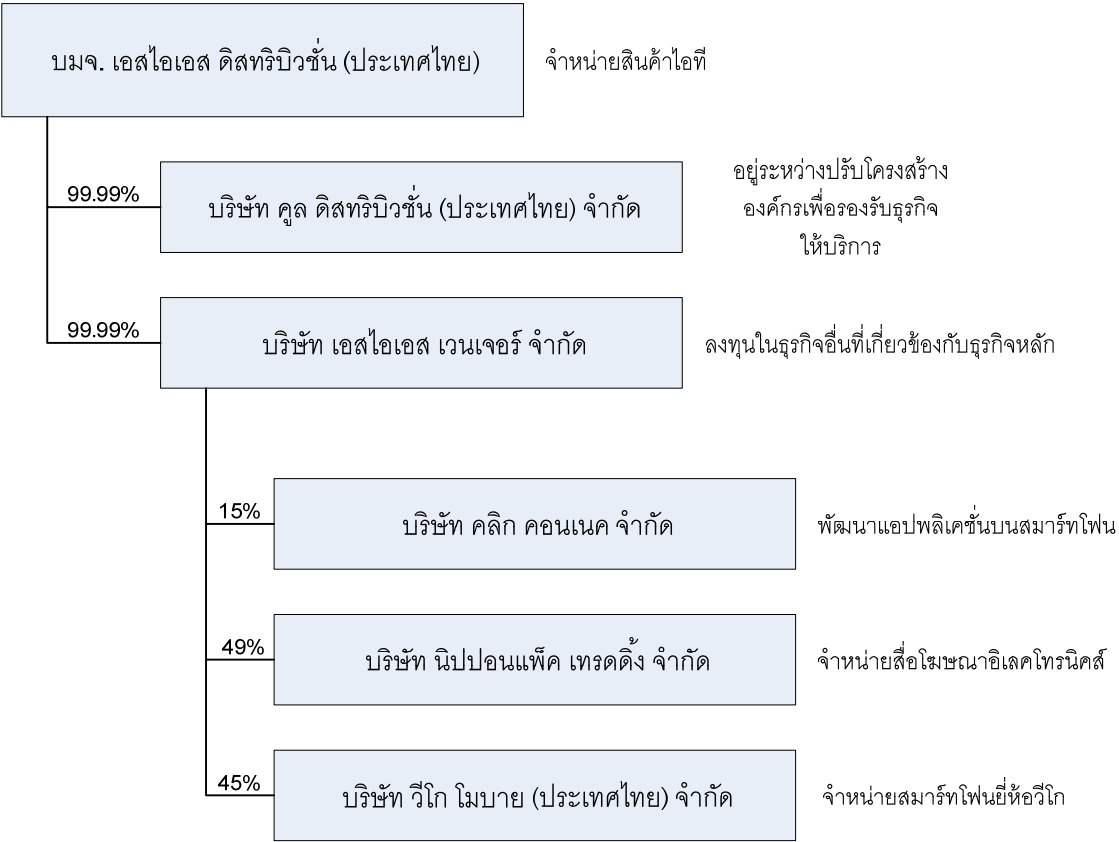 บมจ. เอสไอเอส ดิสทริบิวชั่น (ประเทศไทย)
จำหน่ายสินค้าไอที
99.99%
บริษัท คูล ดิสทริบิวชั่น (ประเทศไทย) จำกัด
อยู่ระหว่างปรับโครงสร้าง
องค์กรเพื่อรองรับธุรกิจ
ให้บริการ
99.99%
บริษัท เอสไอเอส เวนเจอร์ จำกัด
ลงทุนในธุรกิจอื่นที่เกี่ยวข้องกับธุรกิจหลัก
15%
บริษัท คลิก คอนเนค จำกัด
พัฒนาแอปพลิเคชั่นบนสมาร์ทโฟน
49%
บริษัท นิปปอนแพ็ค เทรดดิ้ง จำกัด
จำหน่ายสื่อโฆษณาอิเลคโทรนิคส์
45%
บริษัท วีโก โมบาย (ประเทศไทย) จำกัด
จำหน่ายสมาร์ทโฟนยี่ห้อวีโก